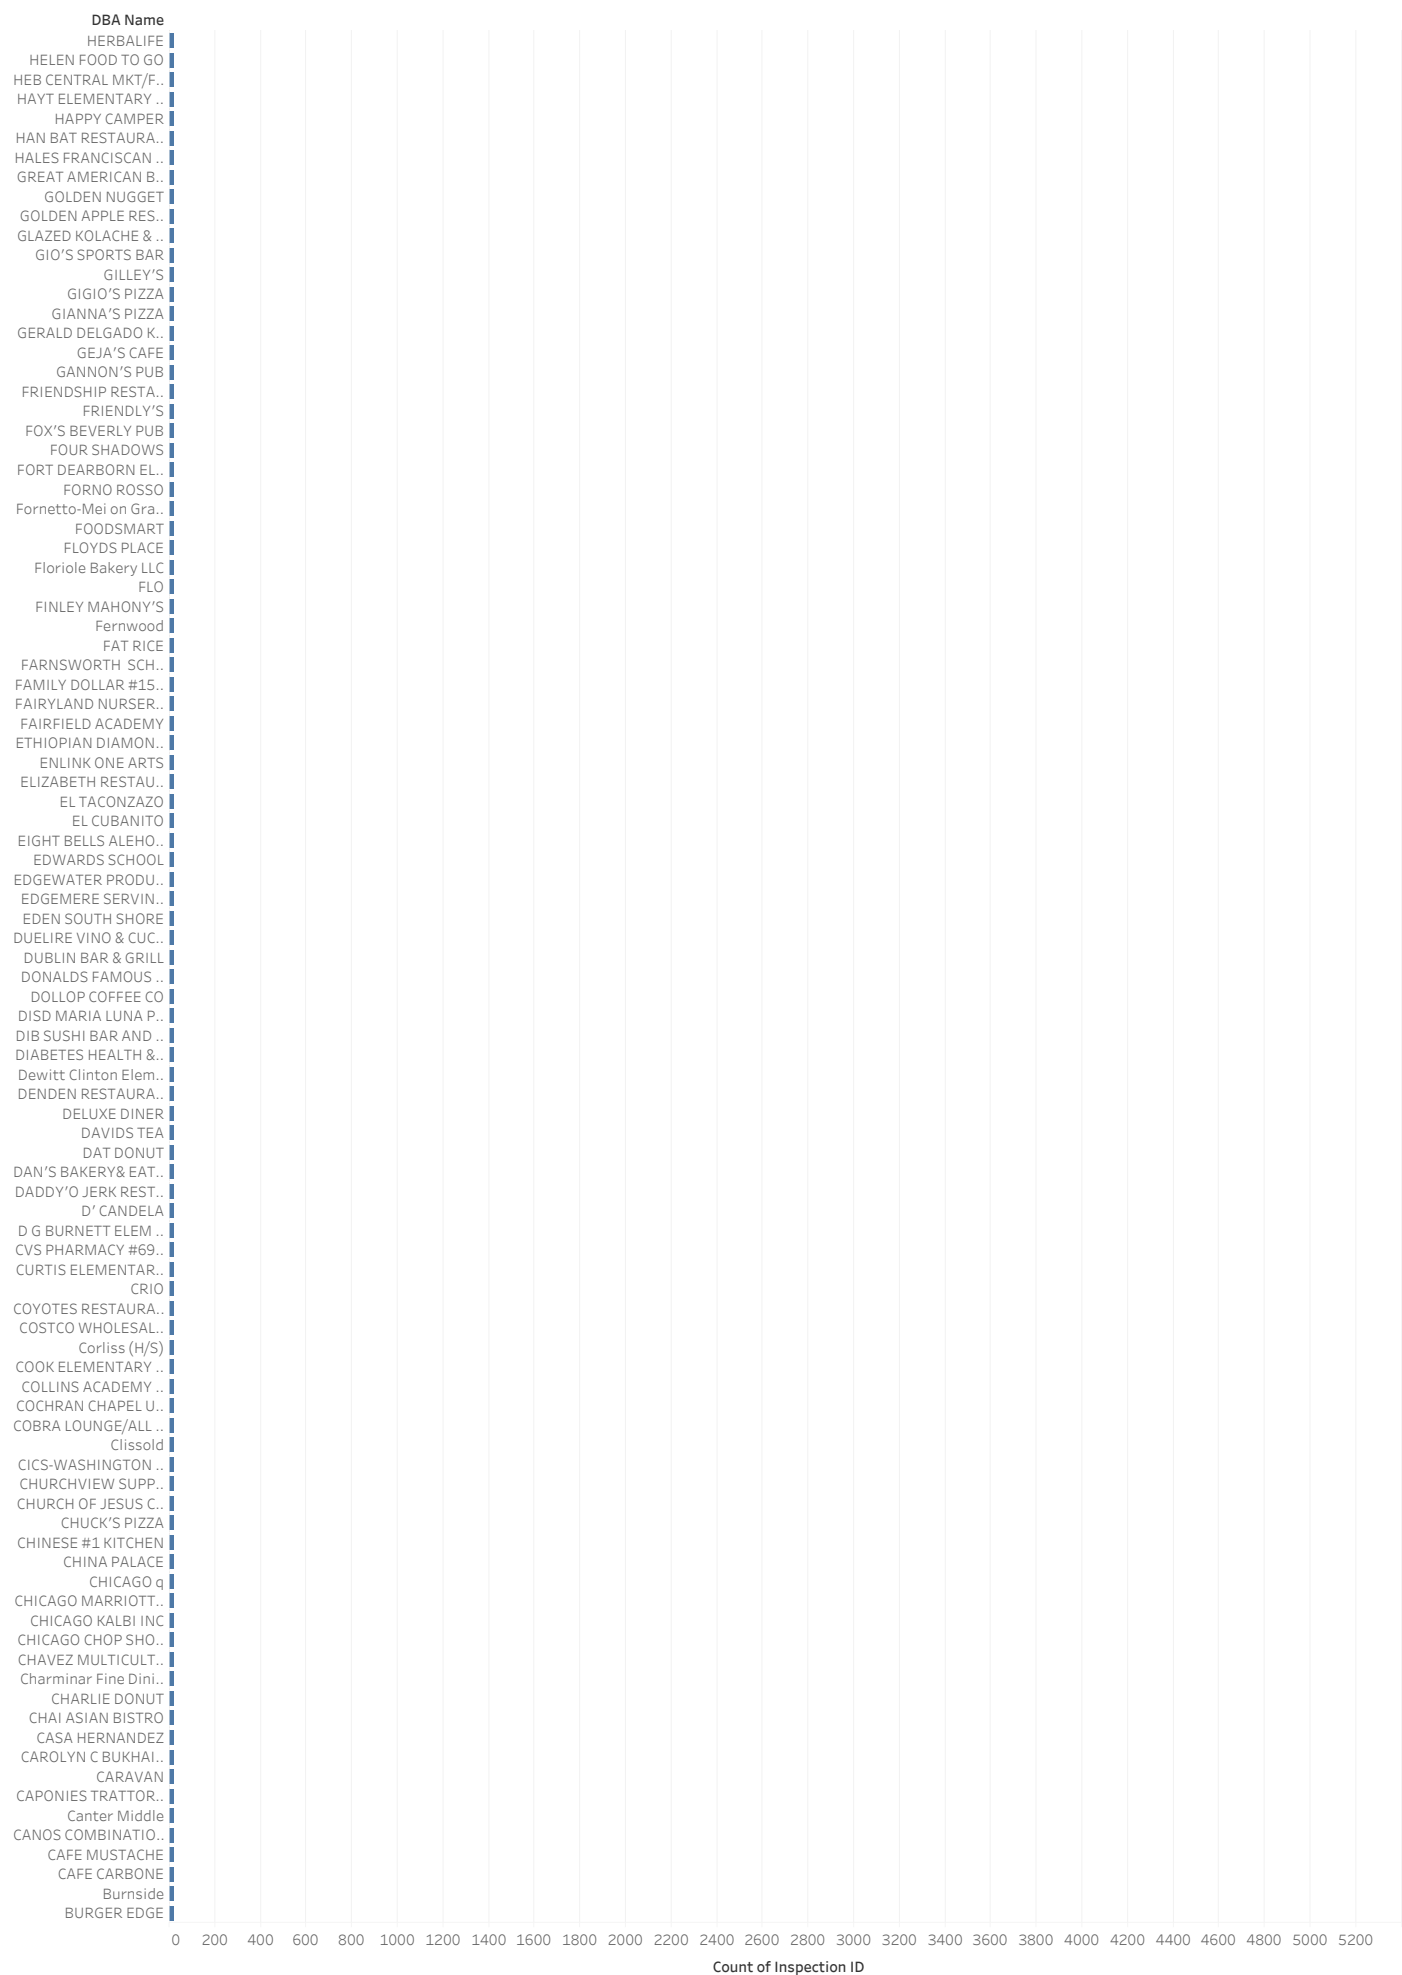 DBA Name
HERBALIFE
HELEN FOOD TO GO
HEB CENTRAL MKT/F..
HAYT ELEMENTARY ..
HAPPY CAMPER
HAN BAT RESTAURA..
HALES FRANCISCAN ..
GREAT AMERICAN B..
GOLDEN NUGGET
GOLDEN APPLE RES..
GLAZED KOLACHE & ..
GIO'S SPORTS BAR
GILLEY'S
GIGIO'S PIZZA
GIANNA'S PIZZA
GERALD DELGADO K..
GEJA'S CAFE
GANNON'S PUB
FRIENDSHIP RESTA..
FRIENDLY'S
FOX'S BEVERLY PUB
FOUR SHADOWS
FORT DEARBORN EL..
FORNO ROSSO
Fornetto-Mei on Gra..
FOODSMART
FLOYDS PLACE
Floriole Bakery LLC
FLO
FINLEY MAHONY'S
Fernwood
FAT RICE
FARNSWORTH  SCH..
FAMILY DOLLAR #15..
FAIRYLAND NURSER..
FAIRFIELD ACADEMY
ETHIOPIAN DIAMON..
ENLINK ONE ARTS
ELIZABETH RESTAU..
EL TACONZAZO
EL CUBANITO
EIGHT BELLS ALEHO..
EDWARDS SCHOOL
EDGEWATER PRODU..
EDGEMERE SERVIN..
EDEN SOUTH SHORE
DUELIRE VINO & CUC..
DUBLIN BAR & GRILL
DONALDS FAMOUS ..
DOLLOP COFFEE CO
DISD MARIA LUNA P..
DIB SUSHI BAR AND ..
DIABETES HEALTH &..
Dewitt Clinton Elem..
DENDEN RESTAURA..
DELUXE DINER
DAVIDS TEA
DAT DONUT
DAN'S BAKERY& EAT..
DADDY'O JERK REST..
D' CANDELA
D G BURNETT ELEM ..
CVS PHARMACY #69..
CURTIS ELEMENTAR..
CRIO
COYOTES RESTAURA..
COSTCO WHOLESAL..
Corliss (H/S)
COOK ELEMENTARY ..
COLLINS ACADEMY ..
COCHRAN CHAPEL U..
COBRA LOUNGE/ALL ..
Clissold
CICS-WASHINGTON ..
CHURCHVIEW SUPP..
CHURCH OF JESUS C..
CHUCK'S PIZZA
CHINESE #1 KITCHEN
CHINA PALACE
CHICAGO q
CHICAGO MARRIOTT..
CHICAGO KALBI INC
CHICAGO CHOP SHO..
CHAVEZ MULTICULT..
Charminar Fine Dini..
CHARLIE DONUT
CHAI ASIAN BISTRO
CASA HERNANDEZ
CAROLYN C BUKHAI..
CARAVAN
CAPONIES TRATTOR..
Canter Middle
CANOS COMBINATIO..
CAFE MUSTACHE
CAFE CARBONE
Burnside
BURGER EDGE
0 200 400 600 800 1000 1200 1400 1600 1800 2000 2200 2400 2600 2800 3000 3200 3400 3600 3800 4000 4200 4400 4600 4800 5000 5200
Count of Inspection ID